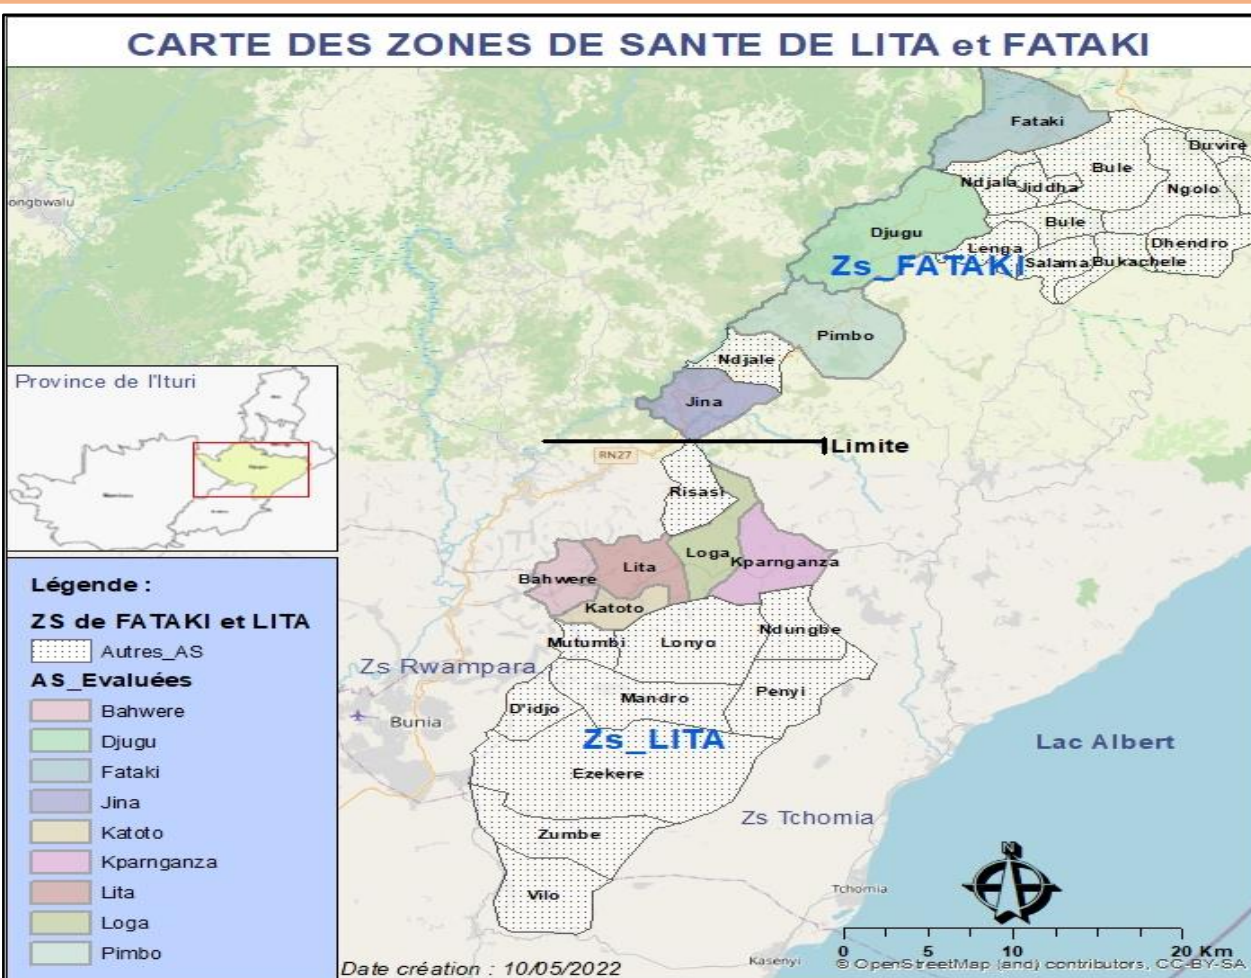 CARTE DES ZONES DE SANTE DE LITA et FATAKI
Fataki
Buvire
Bule
Ndjala
Jiddha
Ngolo
ongbwalu
Djugu
Bule
Lenga
Dhendro
Zs_FATAKI
Salama
Bukachele
Pimbo
Ndjale
Province de l'Ituri
Jina
Limite
RN27
Risasi
Loga
Kparnganza
Lita
Bahwere
Katoto
Ndungbe
Mutumbi
Lonyo
Zs Rwampara
Penyi
Mandro
D'idjo
Bunia
Zs_LITA
Lac Albert
Ezekere
Zs Tchomia
Zumbe
Vilo
Tchomia
Kasenyi
N
Légende :
ZS de FATAKI et LITA
Autres_AS
AS_Evaluées
Bahwere
Djugu
Fataki
Jina
Katoto
Kparnganza
Lita
Loga
Pimbo
0 5 10 20 Km
Date création : 10/05/2022
© OpenStreetMap (and) contributors, CC-BY-SA